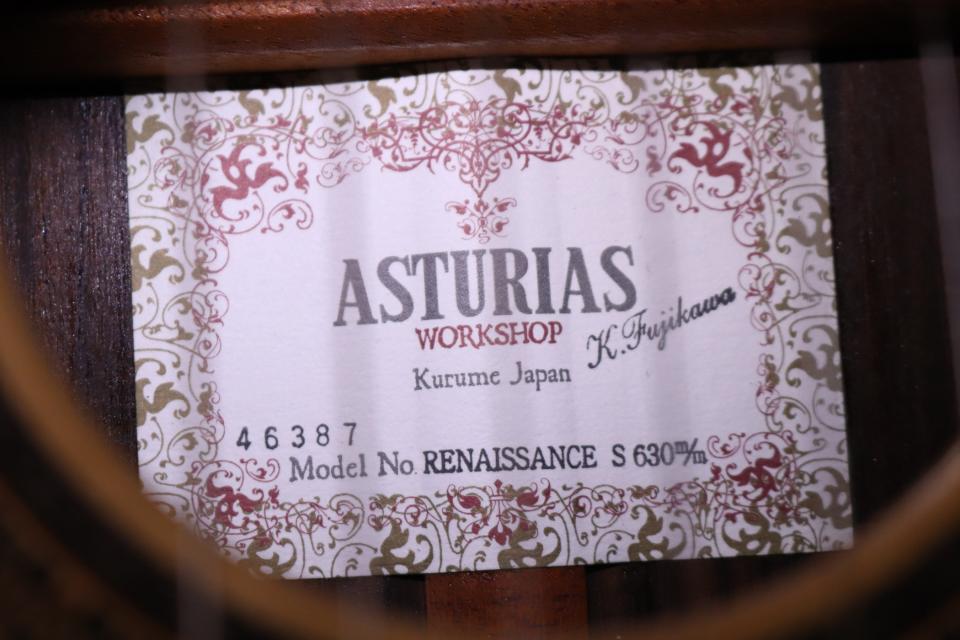 ASTURIAS
WORKSHOP
K. Fujikawa
Kurume Japan
46387
Model No. RENAISSANCE S 630m/m